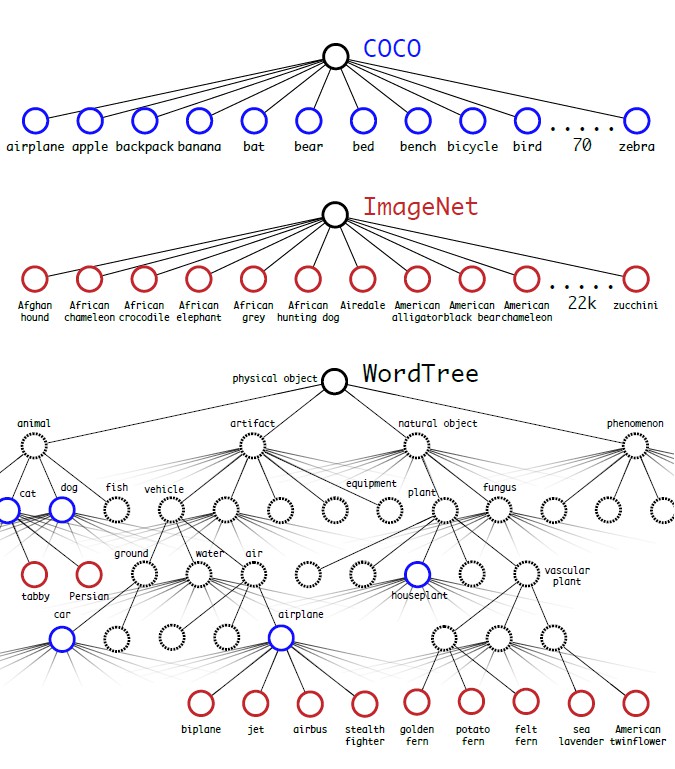 COCO
airplane apple backpack banana bat bear bed bench bicycle bird 70 zebra
ImageNet
Afghan hound
African chameleon
African crocodile
African elephant
African grey
African hunting dog
Airedale
American alligator
American black bear
American chameleon
22k
zucchini
WordTree
physical object
animal artifact natural object phenomenon
cat dog fish vehicle equipment plant fungus
ground water air vascular plant
tabby Persian houseplant
car airplane
biplane jet airbus stealth fighter golden fern potato fern felt fern sea lavender American twinflower